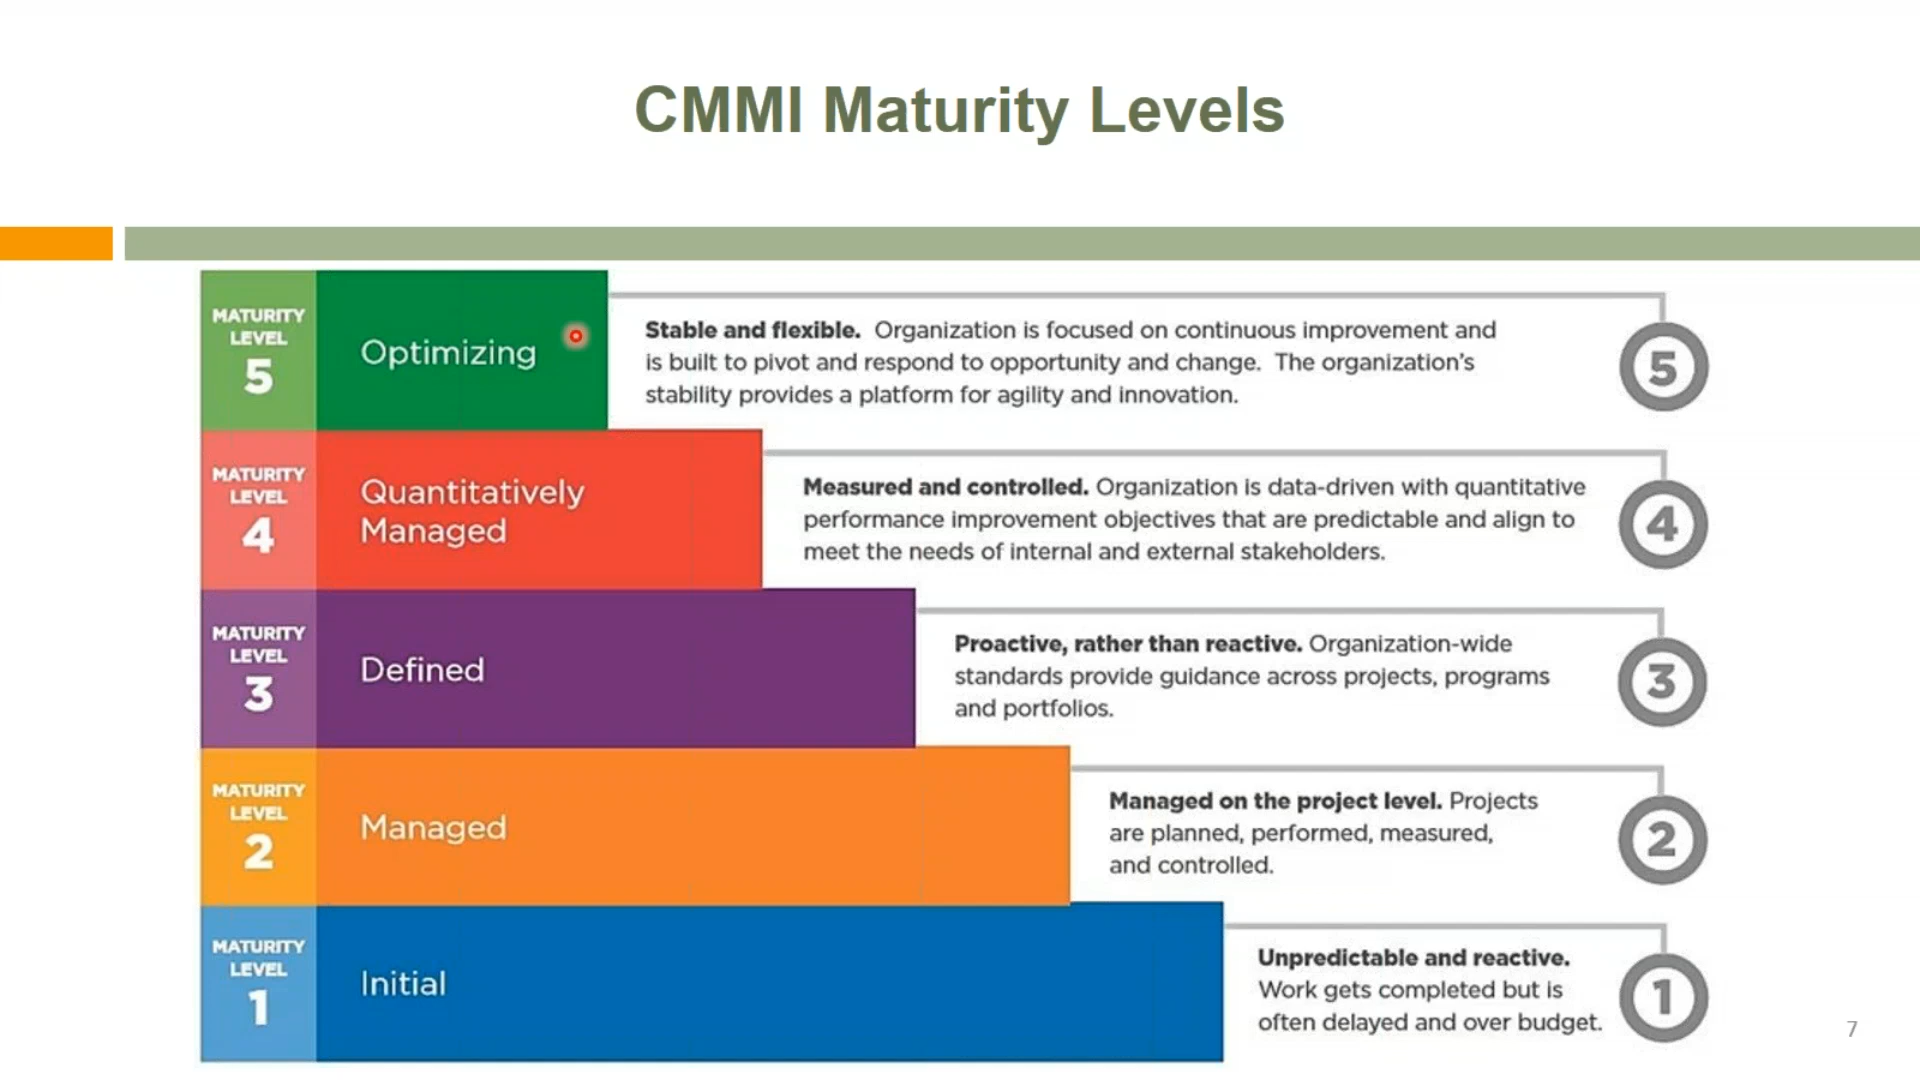 CMMI Maturity Levels
MATURITY
LEVEL
5
Optimizing
Stable and flexible. Organization is focused on continuous improvement and
is built to pivot and respond to opportunity and change. The organization's
stability provides a platform for agility and innovation.
5
MATURITY
LEVEL
4
Quantitatively
Managed
Measured and controlled. Organization is data-driven with quantitative
performance improvement objectives that are predictable and align to
meet the needs of internal and external stakeholders.
4
MATURITY
LEVEL
3
Defined
Proactive, rather than reactive. Organization-wide
standards provide guidance across projects, programs
and portfolios.
3
MATURITY
LEVEL
2
Managed
Managed on the project level. Projects
are planned, performed, measured,
and controlled.
2
MATURITY
LEVEL
1
Initial
Unpredictable and reactive.
Work gets completed but is
often delayed and over budget.
1
7